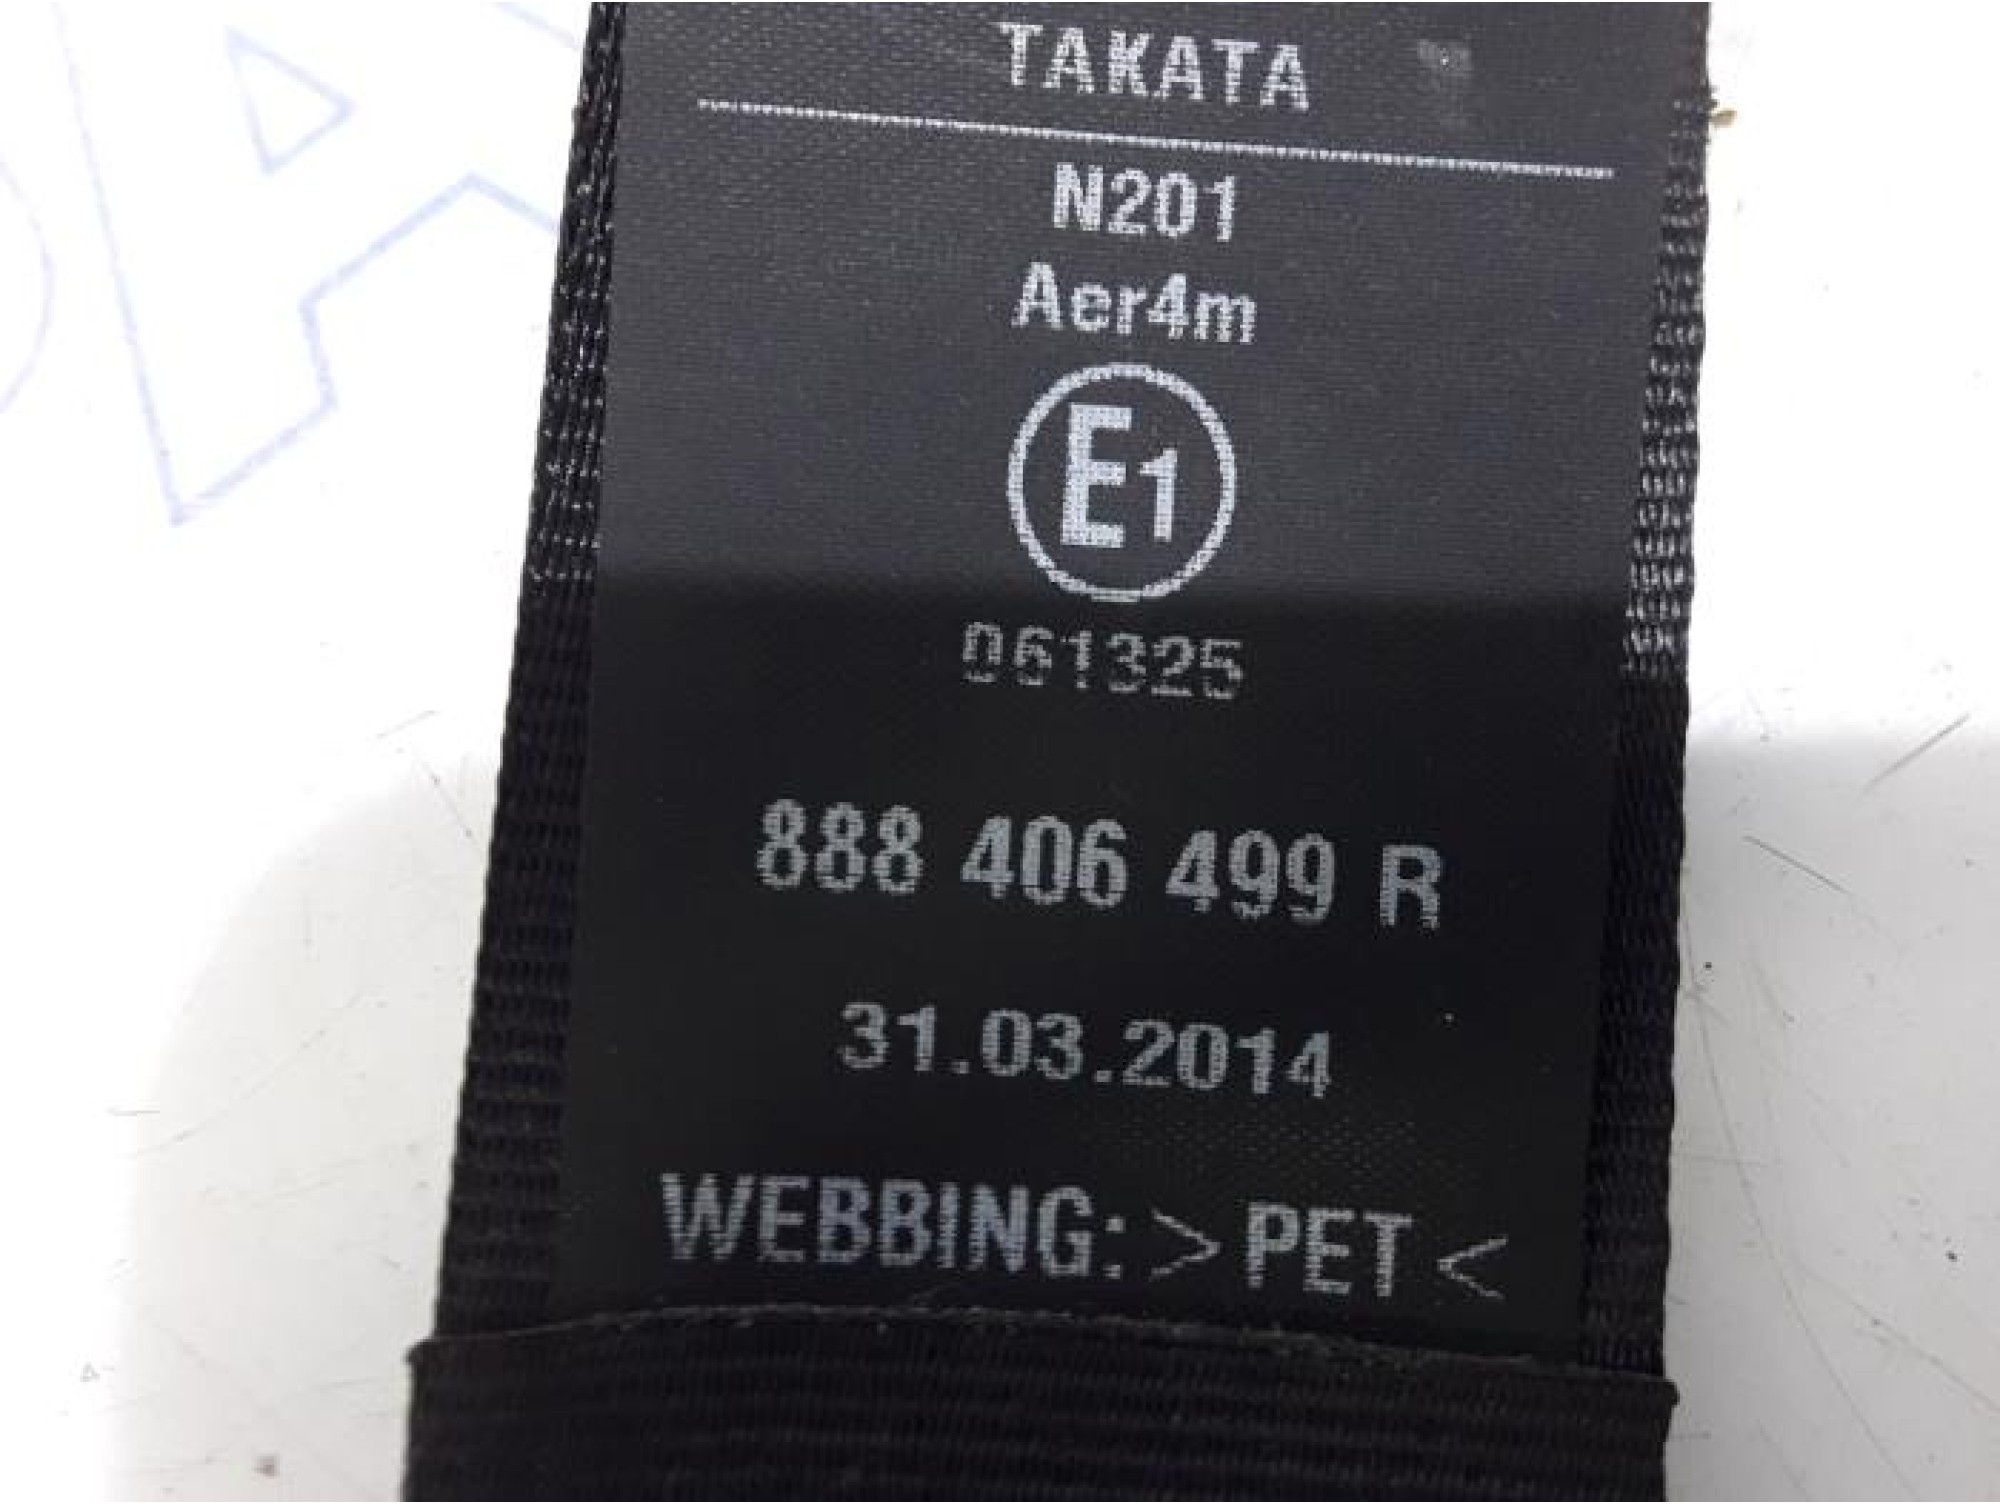 TAKATA
N201
Aer4m
E1
061325
888 406 499 R
31.03.2014
WEBBING: >PET<